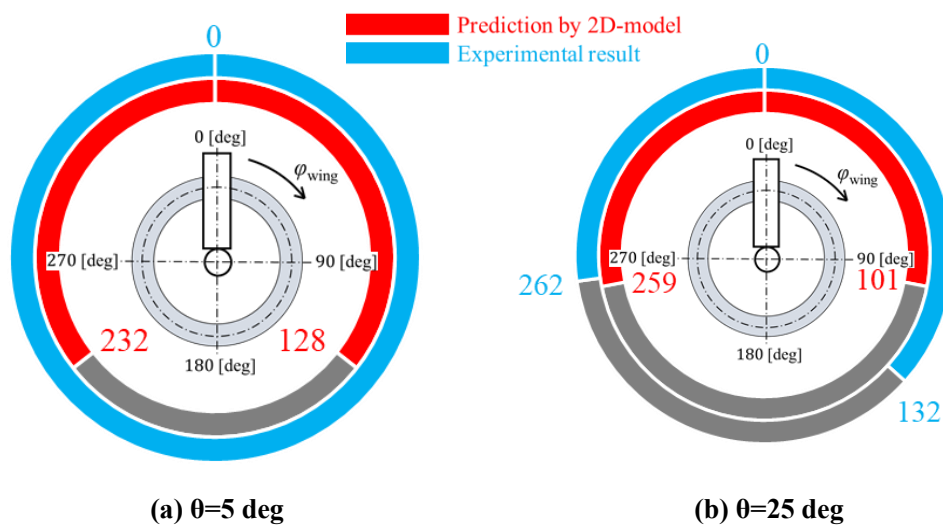 Prediction by 2D-model
Experimental result
0
0 [deg]
φwing
270 [deg]
90 [deg]
232
128
180 [deg]
(a) θ=5 deg
0
0 [deg]
φwing
270 [deg]
90 [deg]
262
259
101
180 [deg]
132
(b) θ=25 deg